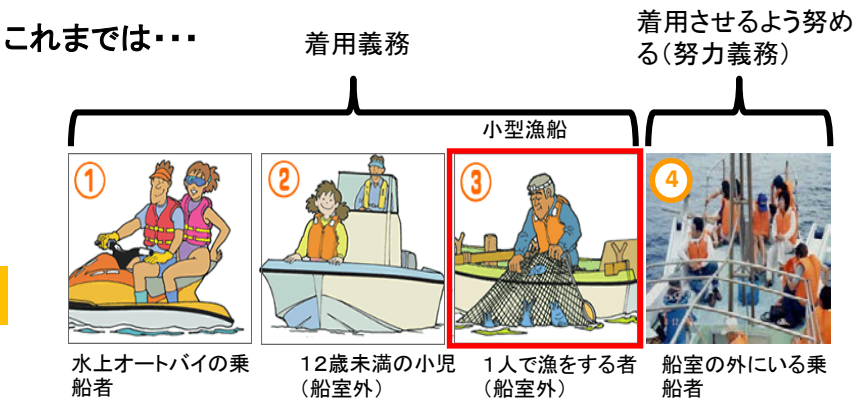 これまでは・・・
着用義務
着用させるよう努め
る（努力義務）
小型漁船
①
②
③
4
水上オートバイの乗
船者
１２歳未満の小児
（船室外）
１人で漁をする者
（船室外）
船室の外にいる乗
船者